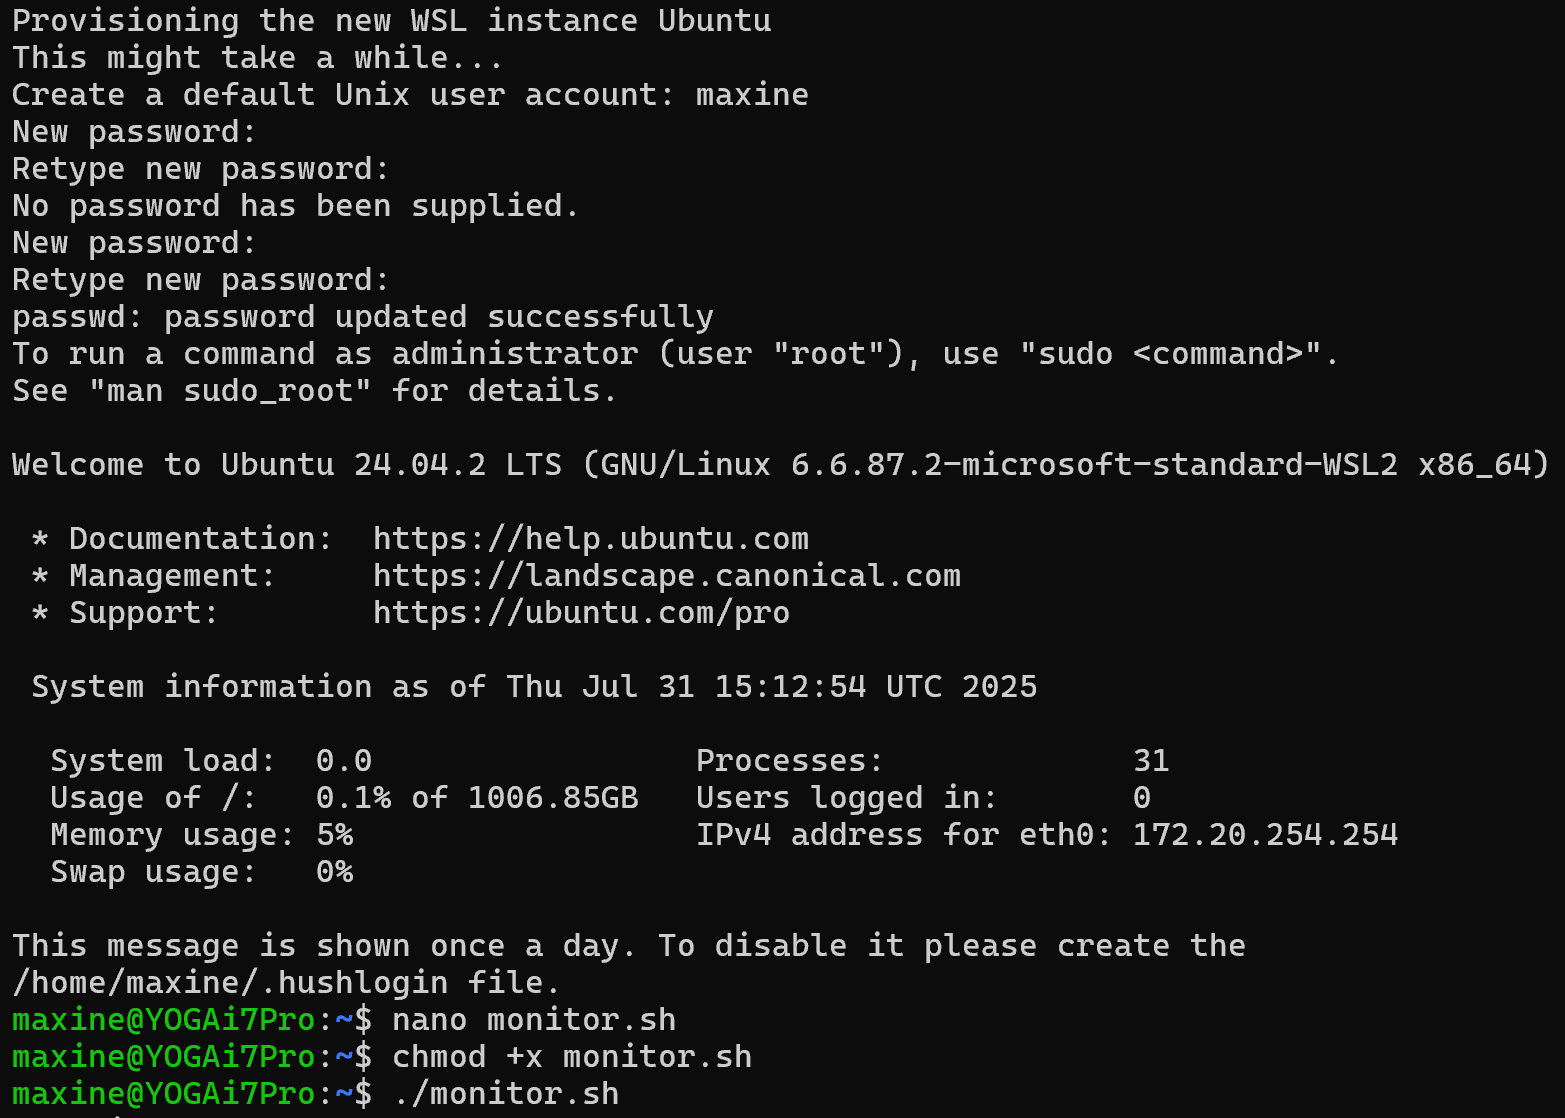 Provisioning the new WSL instance Ubuntu
This might take a while...
Create a default Unix user account: maxine
New password:
Retype new password:
No password has been supplied.
New password:
Retype new password:
passwd: password updated successfully
To run a command as administrator (user "root"), use "sudo <command>".
See "man sudo_root" for details.
Welcome to Ubuntu 24.04.2 LTS (GNU/Linux 6.6.87.2-microsoft-standard-WSL2 x86_64)
* Documentation: https://help.ubuntu.com
* Management: https://landscape.canonical.com
* Support: https://ubuntu.com/pro
System information as of Thu Jul 31 15:12:54 UTC 2025
System load: 0.0 Processes: 31
Usage of /: 0.1% of 1006.85GB Users logged in: 0
Memory usage: 5% IPv4 address for eth0: 172.20.254.254
Swap usage: 0%
This message is shown once a day. To disable it please create the
/home/maxine/.hushlogin file.
maxine@YOGAi7Pro:~$ nano monitor.sh
maxine@YOGAi7Pro:~$ chmod +x monitor.sh
maxine@YOGAi7Pro:~$ ./monitor.sh